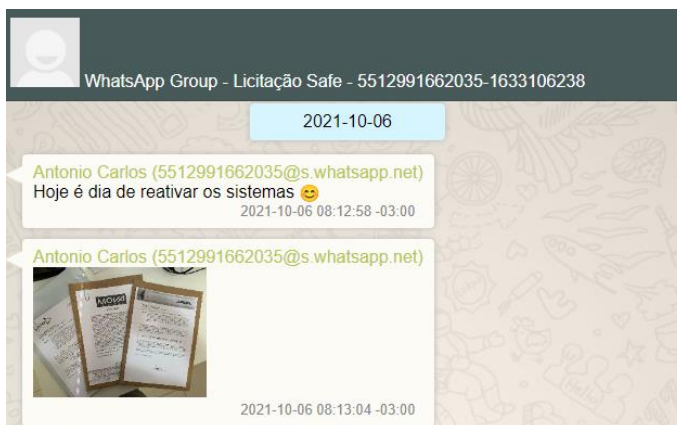 WhatsApp Group - Licitação Safe - 5512991662035-1633106238
2021-10-06
Antonio Carlos (5512991662035@s.whatsapp.net)
Hoje é dia de reativar os sistemas 😊
2021-10-06 08:12:58 -03:00
Antonio Carlos (5512991662035@s.whatsapp.net)
2021-10-06 08:13:04 -03:00